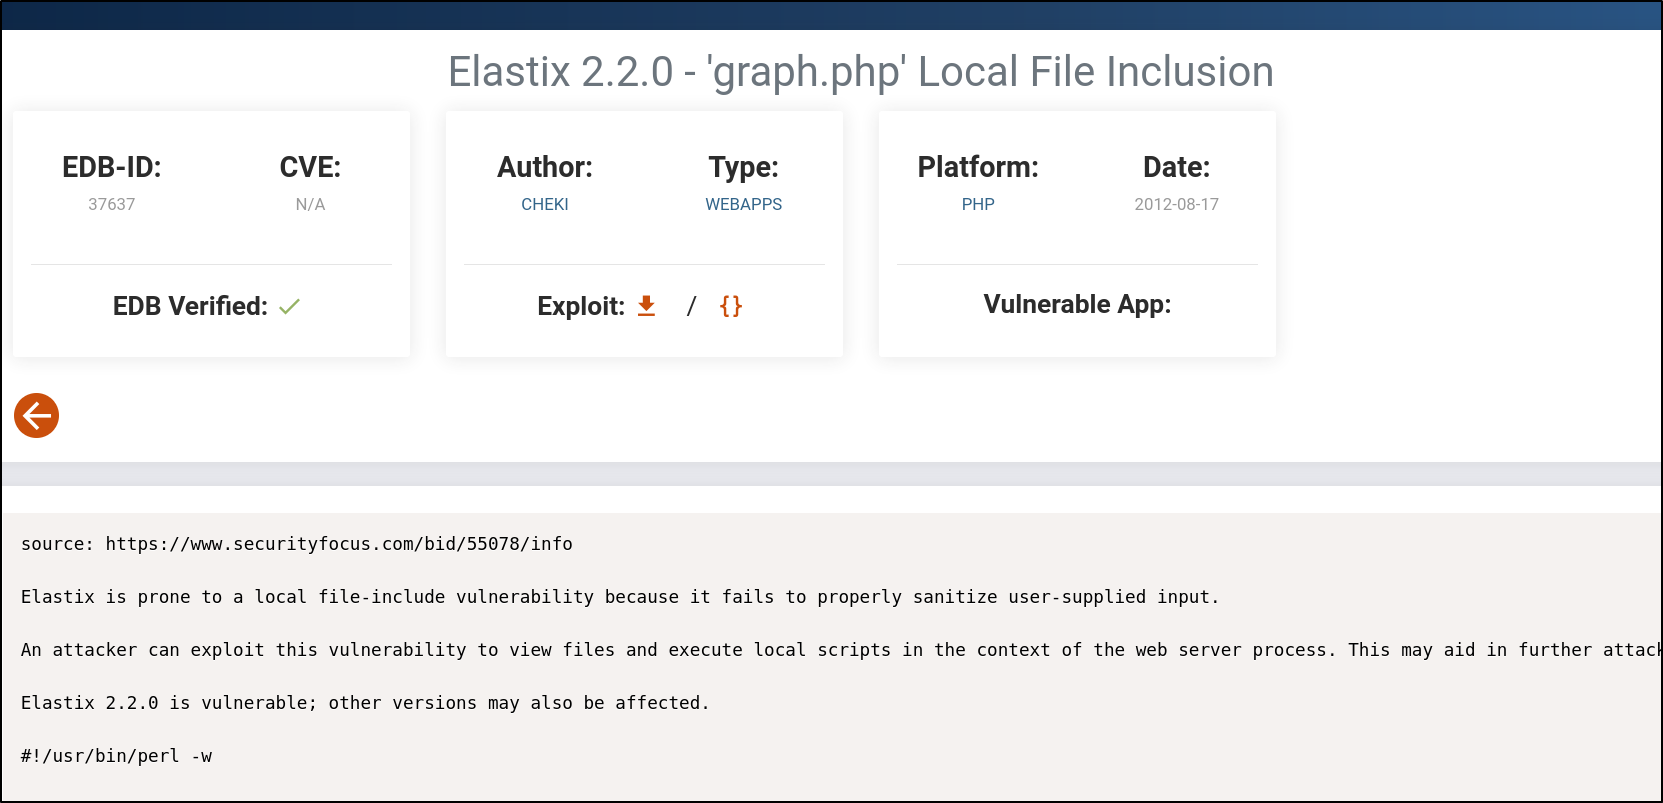 Elastix 2.2.0 - 'graph.php' Local File Inclusion
EDB-ID:
37637
CVE:
N/A
EDB Verified:
Author:
CHEKI
Type:
WEBAPPS
Exploit: / {}
Platform:
PHP
Date:
2012-08-17
Vulnerable App:
source: https://www.securityfocus.com/bid/55078/info
Elastix is prone to a local file-include vulnerability because it fails to properly sanitize user-supplied input.
An attacker can exploit this vulnerability to view files and execute local scripts in the context of the web server process. This may aid in further attack
Elastix 2.2.0 is vulnerable; other versions may also be affected.
#!/usr/bin/perl -w